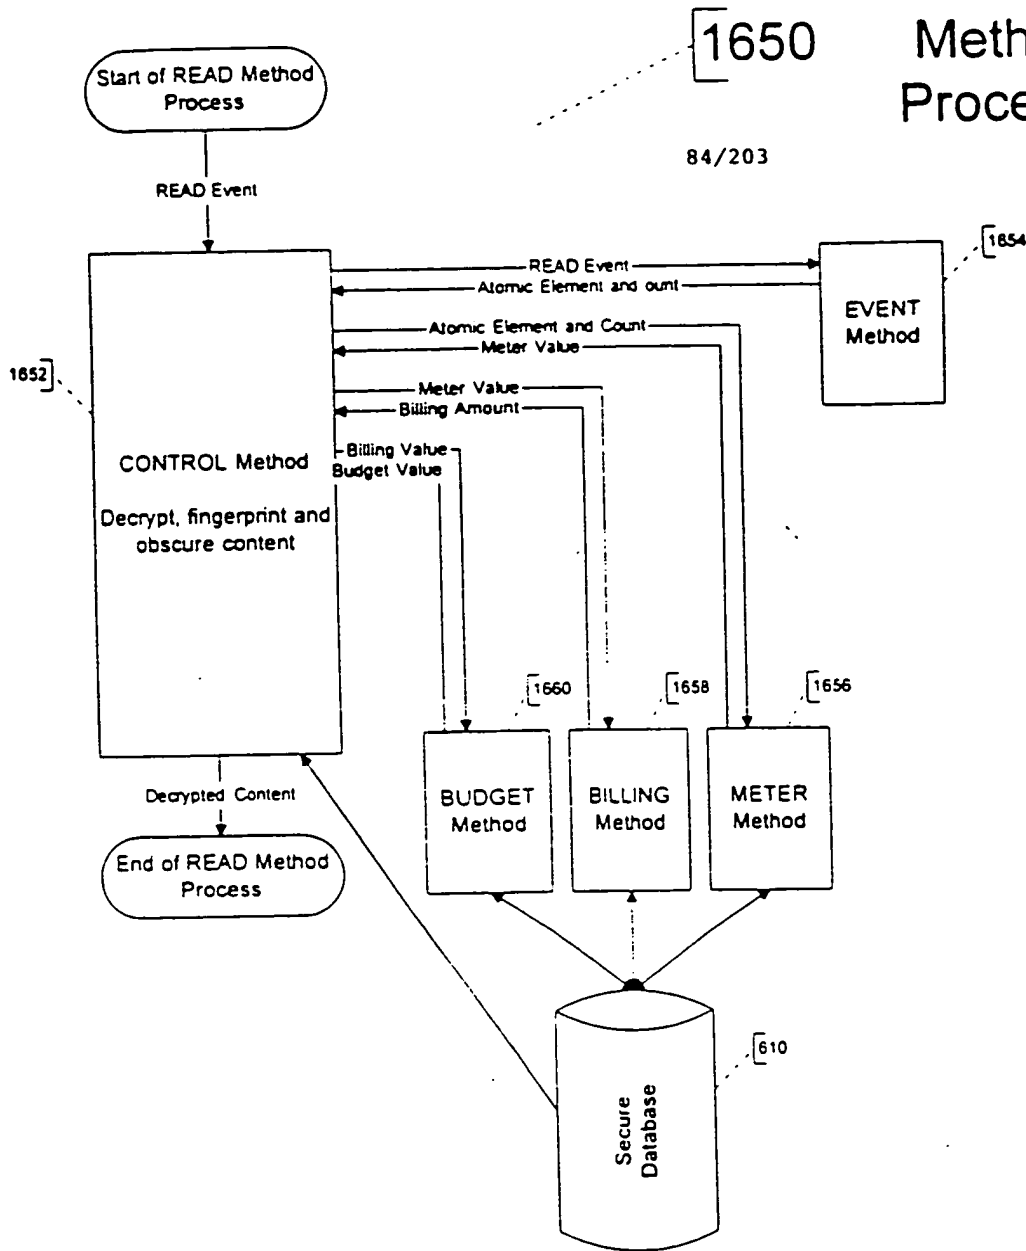 1650 Meth
Proce
84/203
Start of READ Method
Process
READ Event
1654
READ Event
Atomic Element and ount
EVENT
Method
Atomic Element and Count
Meter Value
1652
Meter Value
Billing Amount
Billing Value
Budget Value
CONTROL Method
Decrypt, fingerprint and
obscure content
1660
1658
1656
BUDGET
Method
BILLING
Method
METER
Method
Decrypted Content
End of READ Method
Process
610
Secure
Database